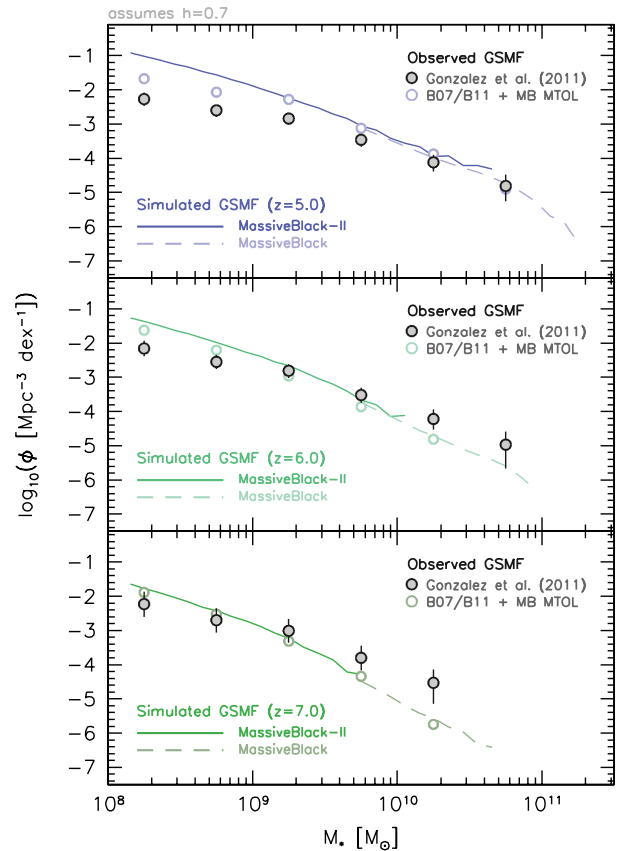 assumes h=0.7
Observed GSMF
Gonzalez et al. (2011)
B07/B11 + MB MTOL
Simulated GSMF (z=5.0)
MassiveBlack-II
MassiveBlack
-1
-2
-3
-4
-5
-6
-7
Observed GSMF
Gonzalez et al. (2011)
B07/B11 + MB MTOL
Simulated GSMF (z=6.0)
MassiveBlack-II
MassiveBlack
-1
-2
-3
-4
-5
-6
-7
log₁₀(ϕ [Mpc⁻³ dex⁻¹])
Observed GSMF
Gonzalez et al. (2011)
B07/B11 + MB MTOL
Simulated GSMF (z=7.0)
MassiveBlack-II
MassiveBlack
-1
-2
-3
-4
-5
-6
-7
10⁸ 10⁹ 10¹⁰ 10¹¹
M* [M⊙]